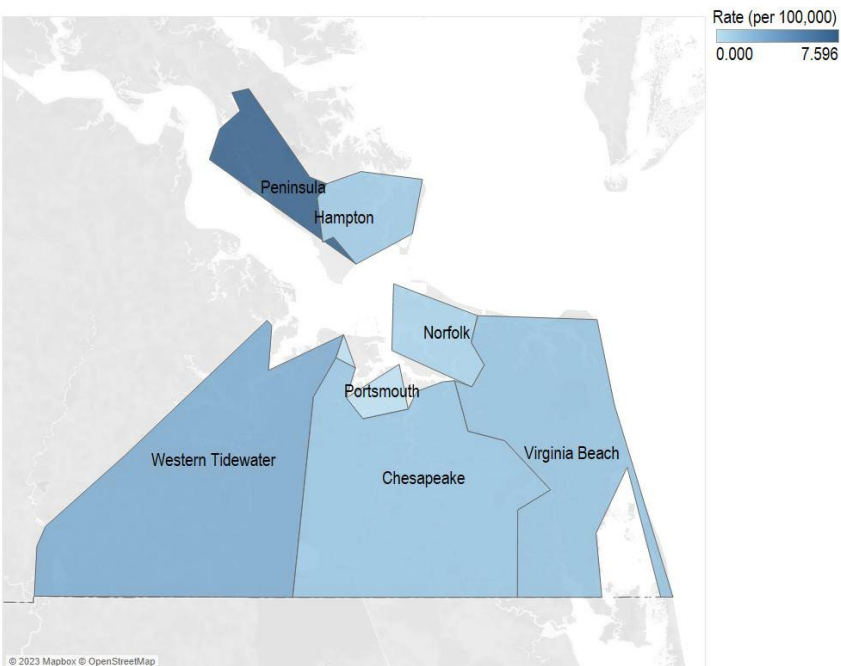 Rate (per 100,000)
0.000 7.596
Peninsula
Hampton
Norfolk
Portsmouth
Virginia Beach
Western Tidewater
Chesapeake
© 2023 Mapbox © OpenStreetMap